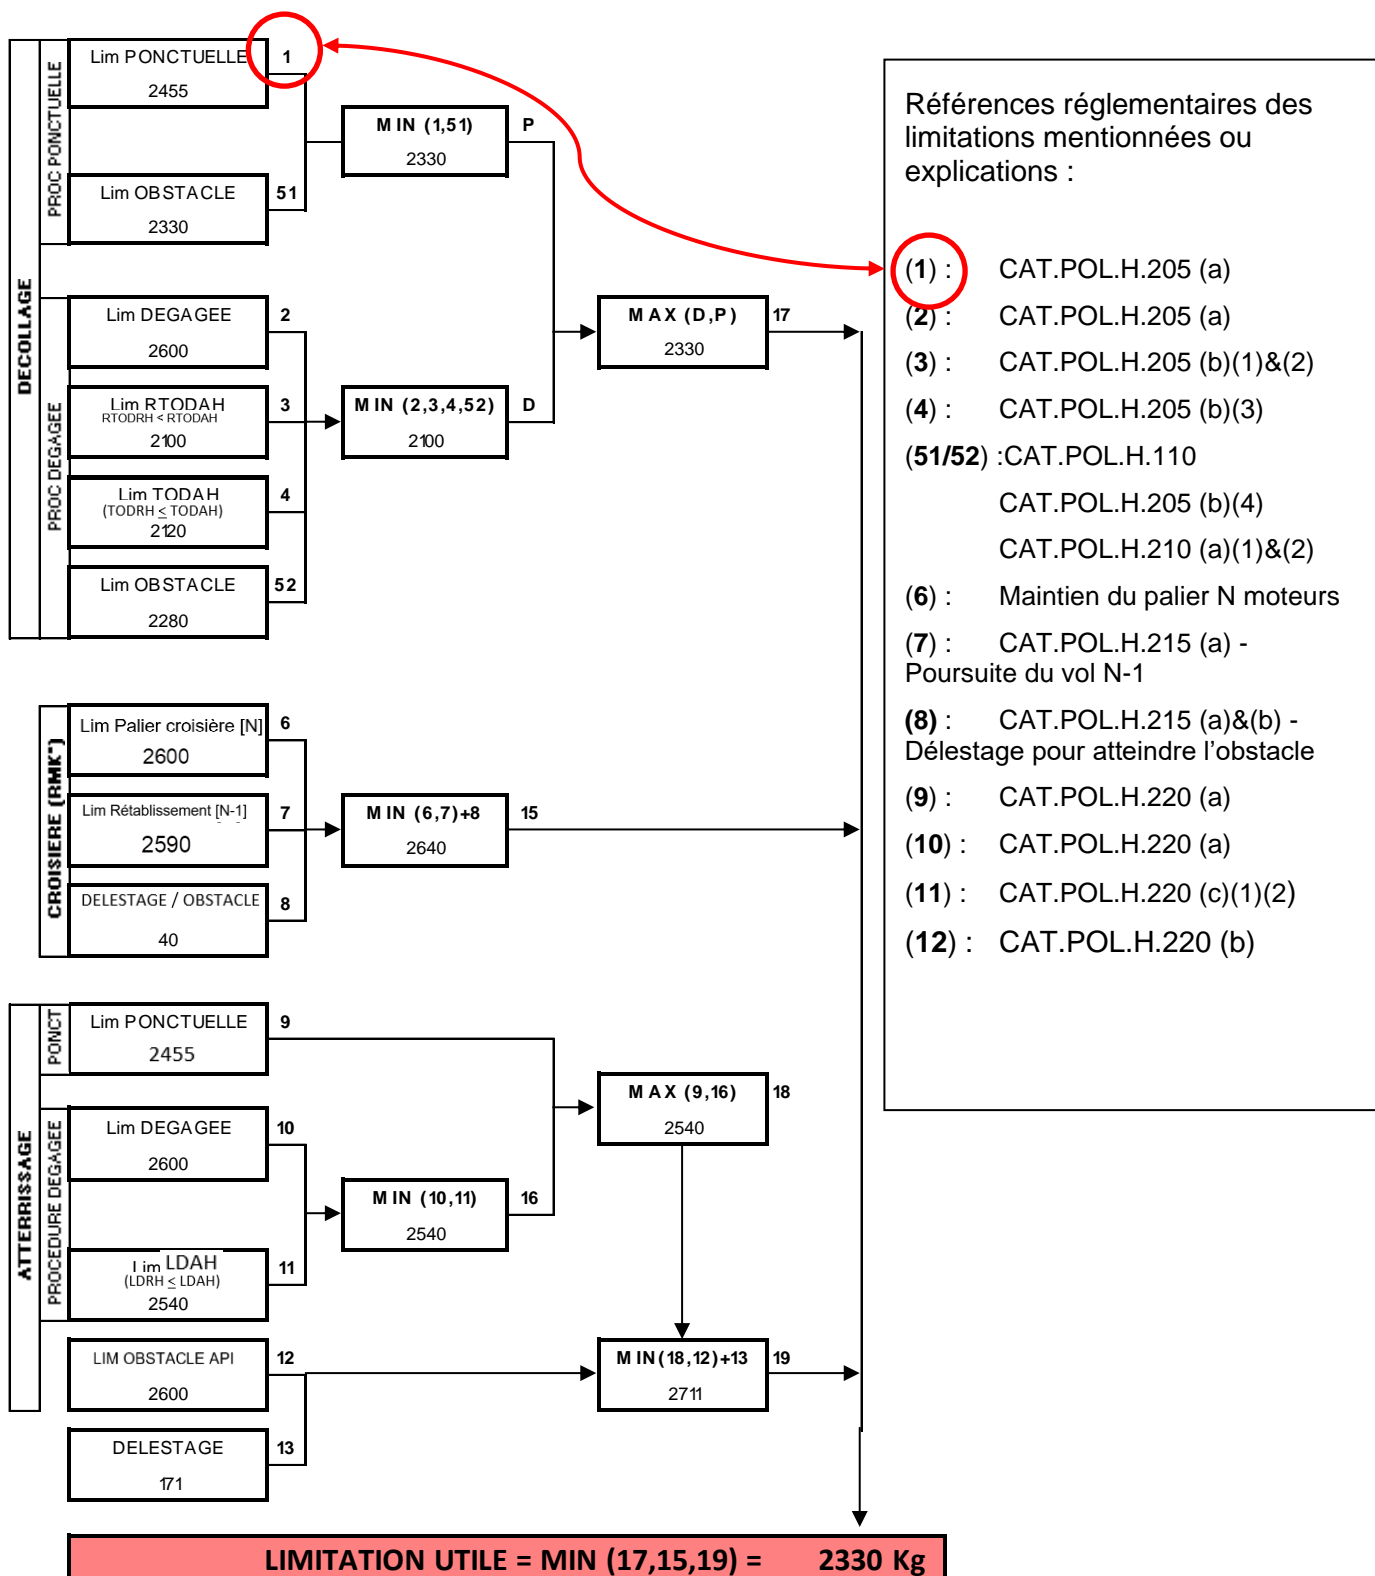 DECOLLAGE
PROC PONCTUELLE
Lim PONCTUELLE
2455
1
Lim OBSTACLE
2330
51
MIN (1,51)
2330
P
PROC DEGAGEE
Lim DEGAGEE
2600
2
Lim RTODAH
RTODRH < RTODAH
2100
3
Lim TODAH
(TODRH ≤ TODAH)
2120
4
Lim OBSTACLE
2280
52
MIN (2,3,4,52)
2100
D
MAX (D,P)
2330
17
CROISIERE (RMK*)
Lim Palier croisière [N]
2600
6
Lim Rétablissement [N-1]
2590
7
DELESTAGE / OBSTACLE
40
8
MIN (6,7)+8
2640
15
ATTERRISSAGE
PONCT
Lim PONCTUELLE
2455
9
PROCEDURE DEGAGEE
Lim DEGAGEE
2600
10
Lim LDAH
(LDRH ≤ LDAH)
2540
11
MIN (10,11)
2540
16
MAX (9,16)
2540
18
LIM OBSTACLE API
2600
12
DELESTAGE
171
13
MIN(18,12)+13
2711
19
LIMITATION UTILE = MIN (17,15,19) = 2330 Kg
Références réglementaires des
limitations mentionnées ou
explications :
(1) : CAT.POL.H.205 (a)
(2) : CAT.POL.H.205 (a)
(3) : CAT.POL.H.205 (b)(1)&(2)
(4) : CAT.POL.H.205 (b)(3)
(51/52) :CAT.POL.H.110
CAT.POL.H.205 (b)(4)
CAT.POL.H.210 (a)(1)&(2)
(6) : Maintien du palier N moteurs
(7) : CAT.POL.H.215 (a) -
Poursuite du vol N-1
(8) : CAT.POL.H.215 (a)&(b) -
Délestage pour atteindre l'obstacle
(9) : CAT.POL.H.220 (a)
(10) : CAT.POL.H.220 (a)
(11) : CAT.POL.H.220 (c)(1)(2)
(12) : CAT.POL.H.220 (b)